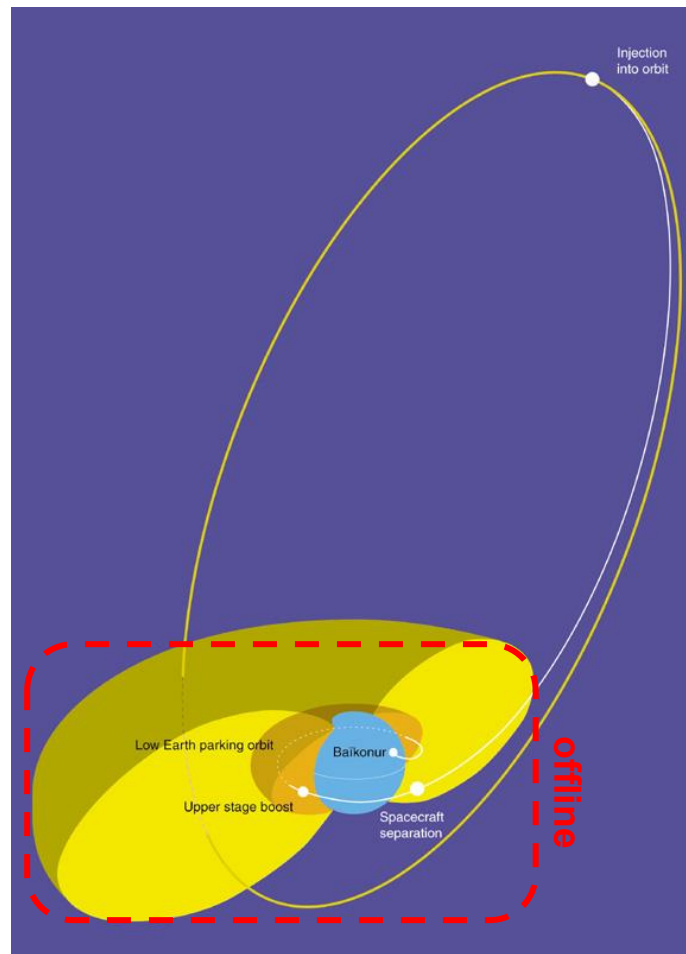 Injection
into orbit
Low Earth parking orbit
Baïkonur
Upper stage boost
Spacecraft
separation
offline